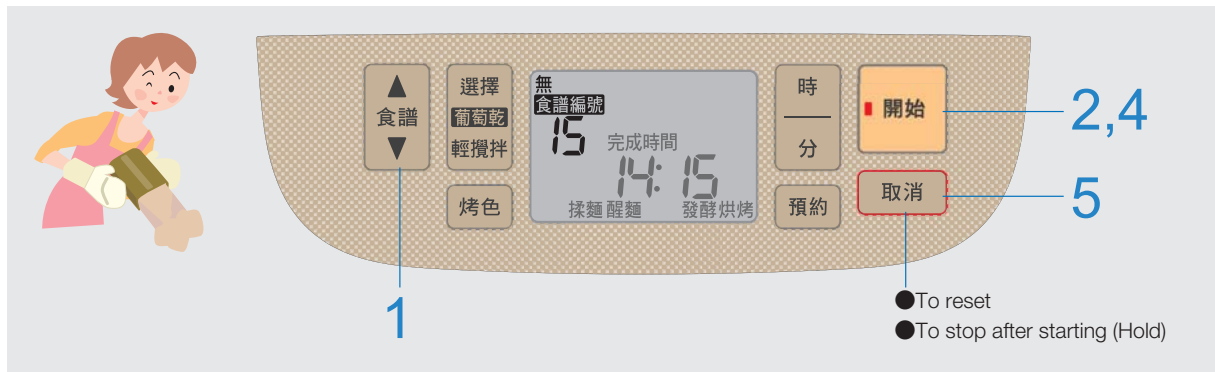 ▲
食譜
▼
選擇
葡萄乾
輕攪拌
烤色
無
食譜編號
15
完成時間
14:15
揉麵 醒麵 發酵 烘烤
時
分
預約
開始
取消
2,4
5
1
●To reset
●To stop after starting (Hold)